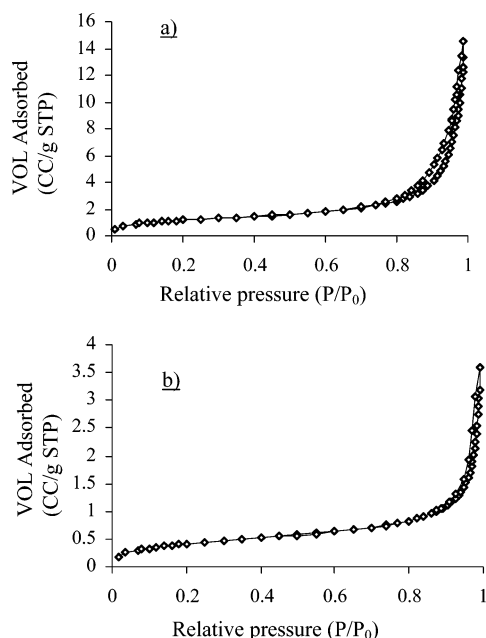 a)
VOL Adsorbed
(CC/g STP)
16
14
12
10
8
6
4
2
0
0 0.2 0.4 0.6 0.8 1
Relative pressure (P/P₀)
b)
VOL Adsorbed
(CC/g STP)
4
3.5
3
2.5
2
1.5
1
0.5
0
0 0.2 0.4 0.6 0.8 1
Relative pressure (P/P₀)